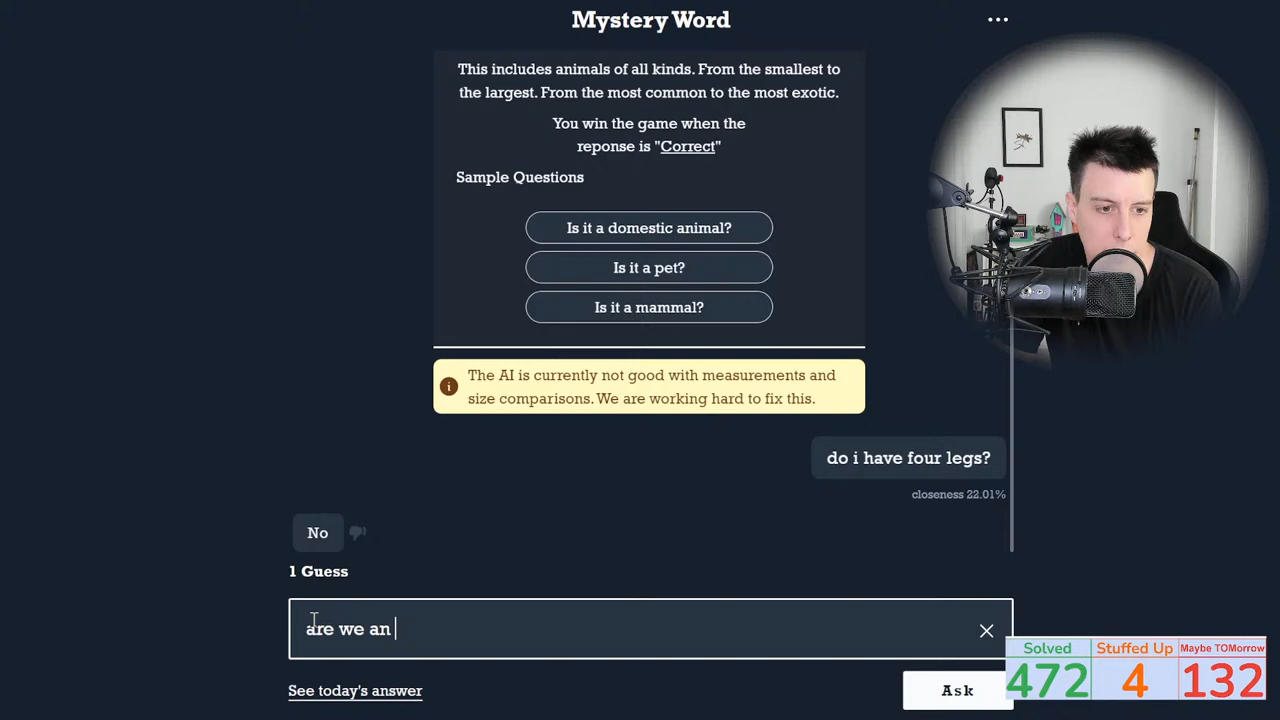 Mystery Word
This includes animals of all kinds. From the smallest to
the largest. From the most common to the most exotic.
You win the game when the
reponse is "Correct"
Sample Questions
Is it a domestic animal?
Is it a pet?
Is it a mammal?
The AI is currently not good with measurements and
size comparisons. We are working hard to fix this.
do i have four legs?
closeness 22.01%
No
1 Guess
are we an
See today's answer
Ask
Solved
472
Stuffed Up
4
Maybe TOMorrow
132